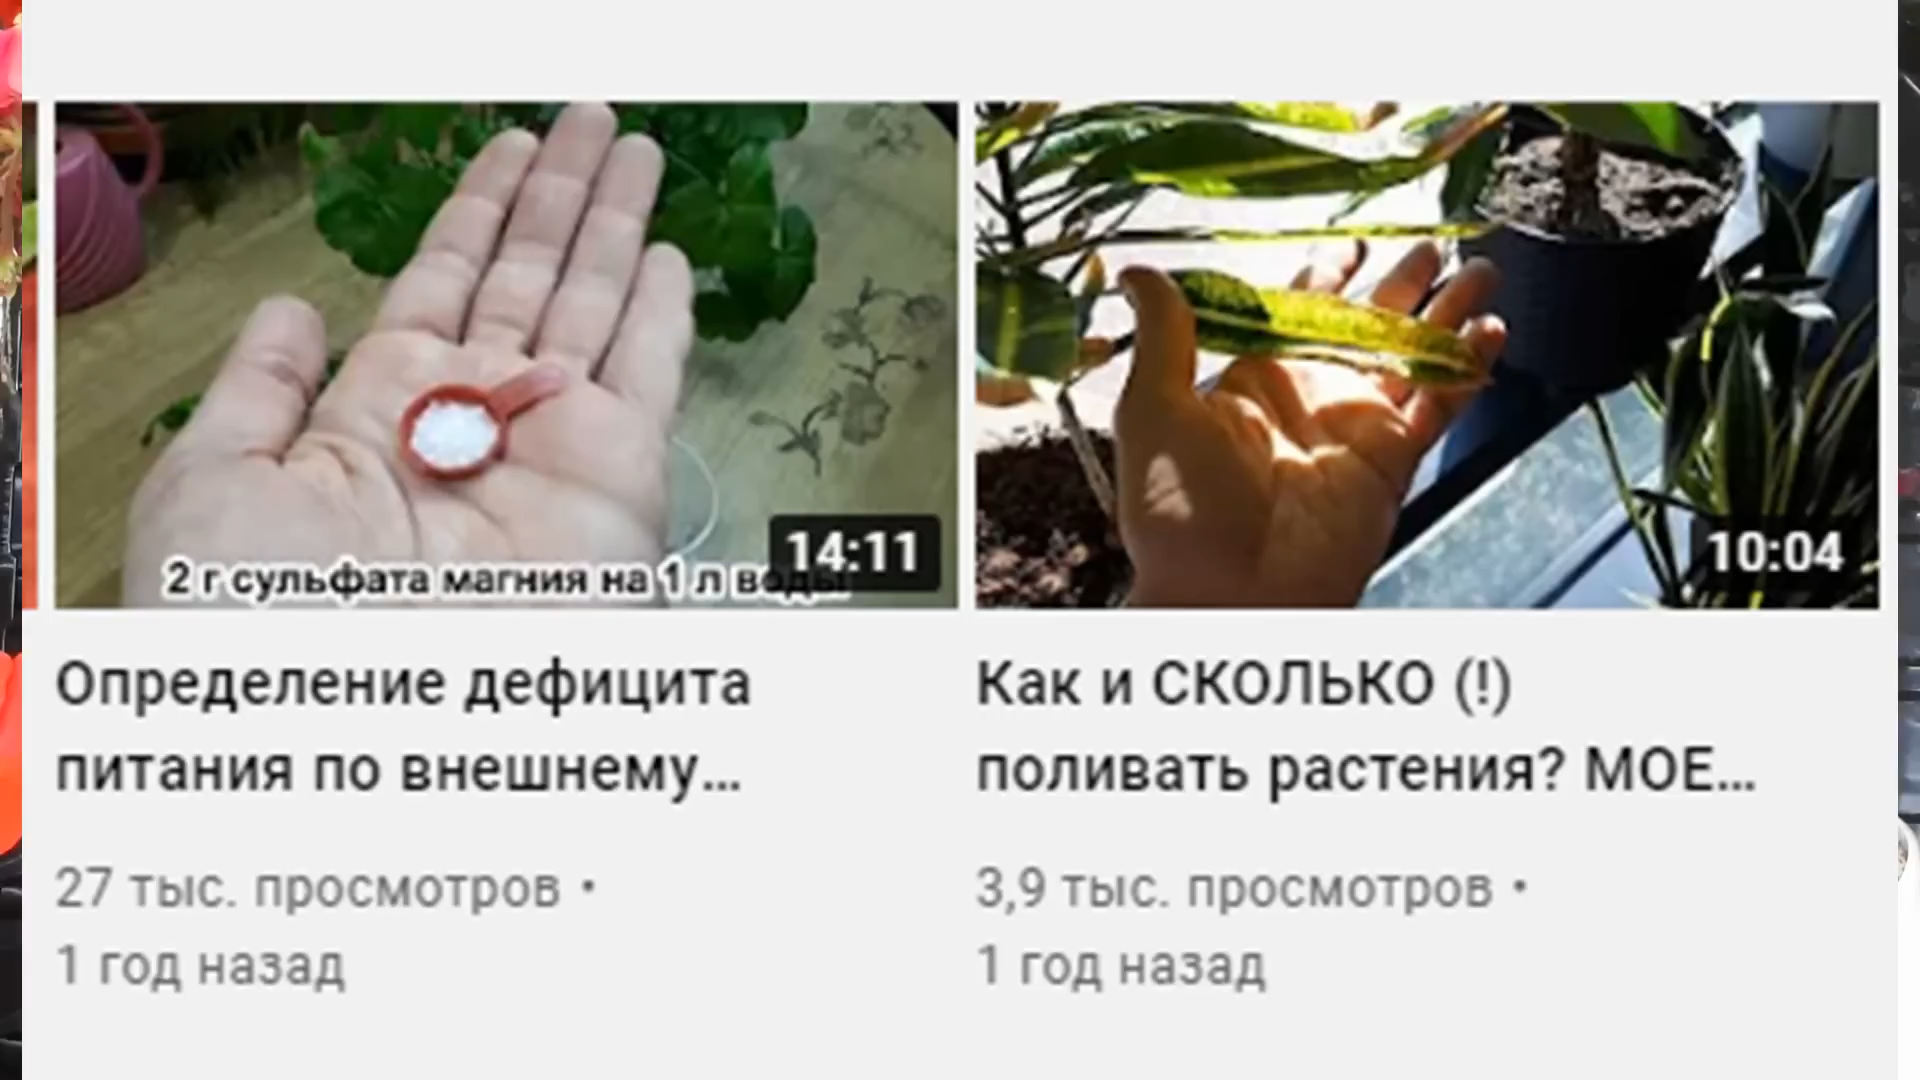 2 г сульфата магния на 1 л воды
14:11
10:04
Определение дефицита
питания по внешнему...
27 тыс. просмотров •
1 год назад
Как и СКОЛЬКО (!)
поливать растения? МОЕ...
3,9 тыс. просмотров •
1 год назад